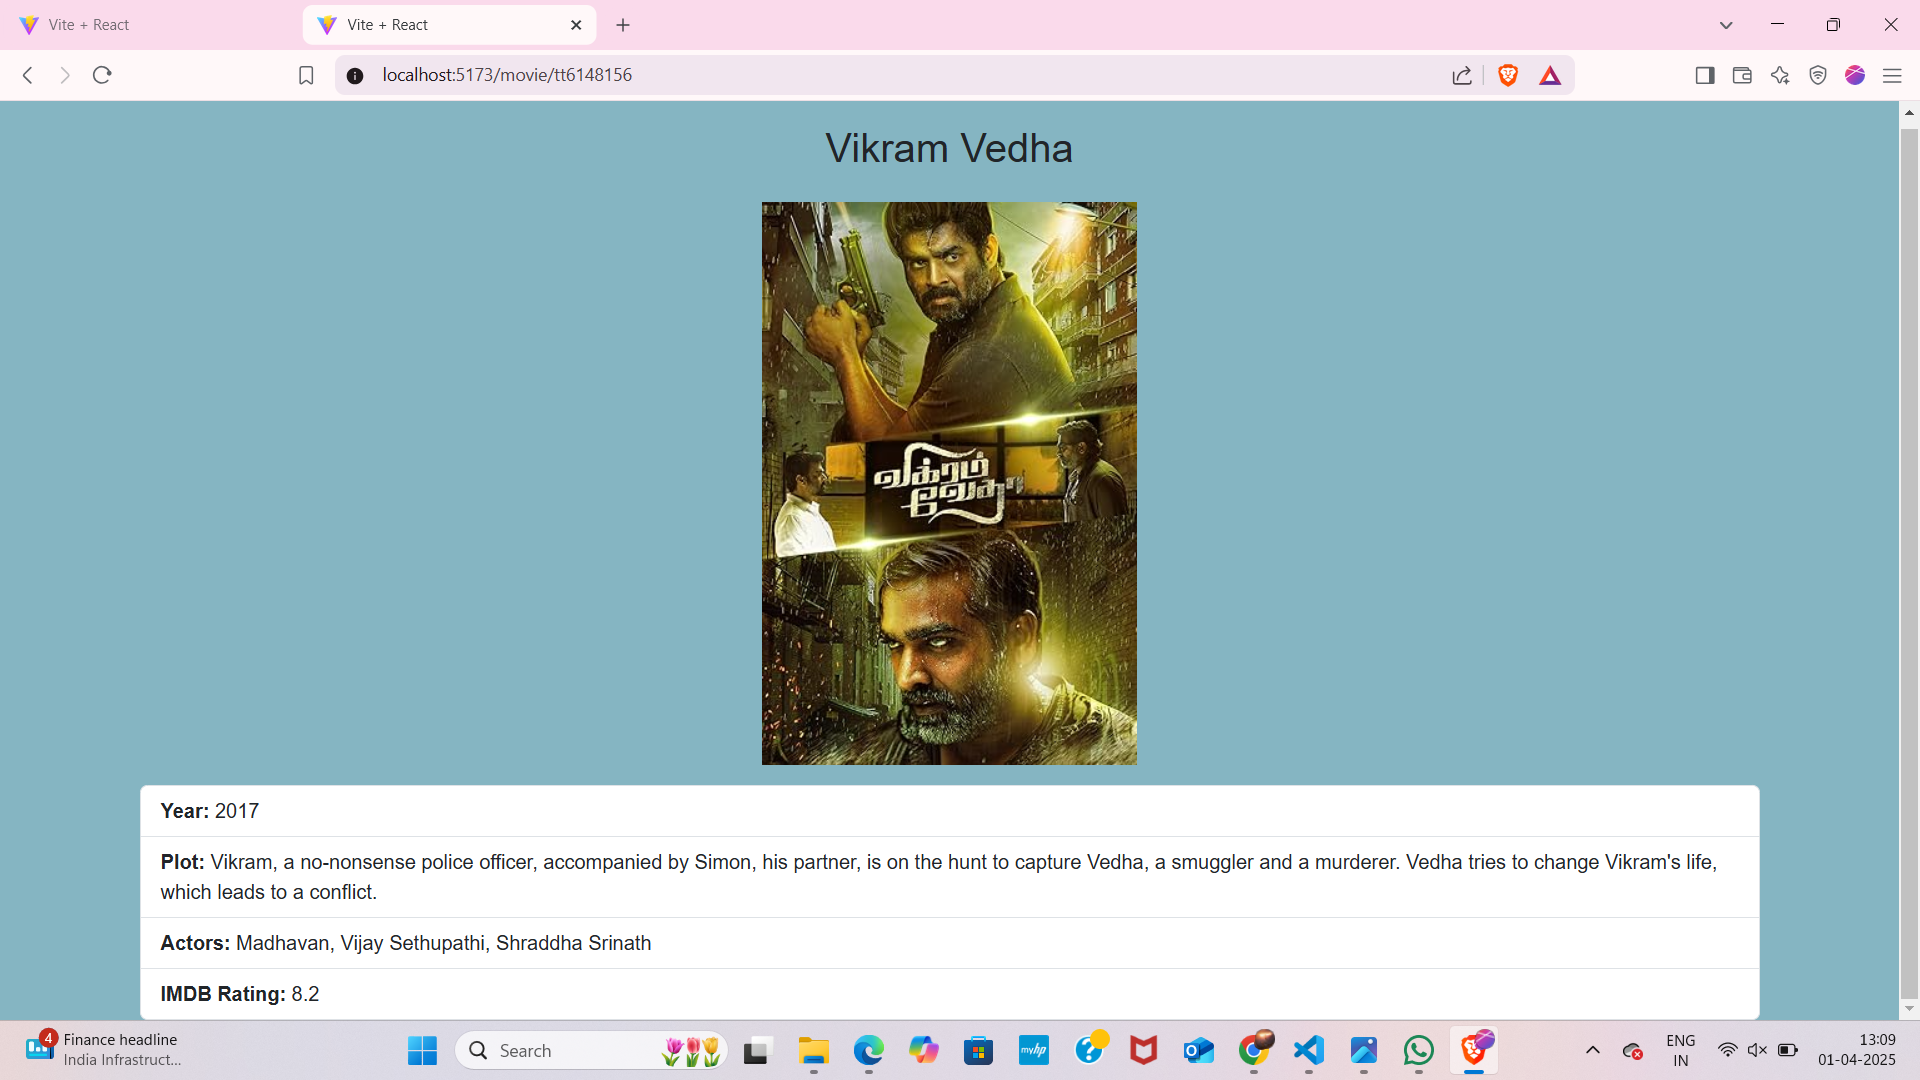 Vite + React
Vite + React
localhost:5173/movie/tt6148156
Vikram Vedha
விக்ரம்
வேதா
Year: 2017
Plot: Vikram, a no-nonsense police officer, accompanied by Simon, his partner, is on the hunt to capture Vedha, a smuggler and a murderer. Vedha tries to change Vikram's life,
which leads to a conflict.
Actors: Madhavan, Vijay Sethupathi, Shraddha Srinath
IMDB Rating: 8.2
4
Finance headline
India Infrastruct...
Search
myhp
ENG
IN
13:09
01-04-2025